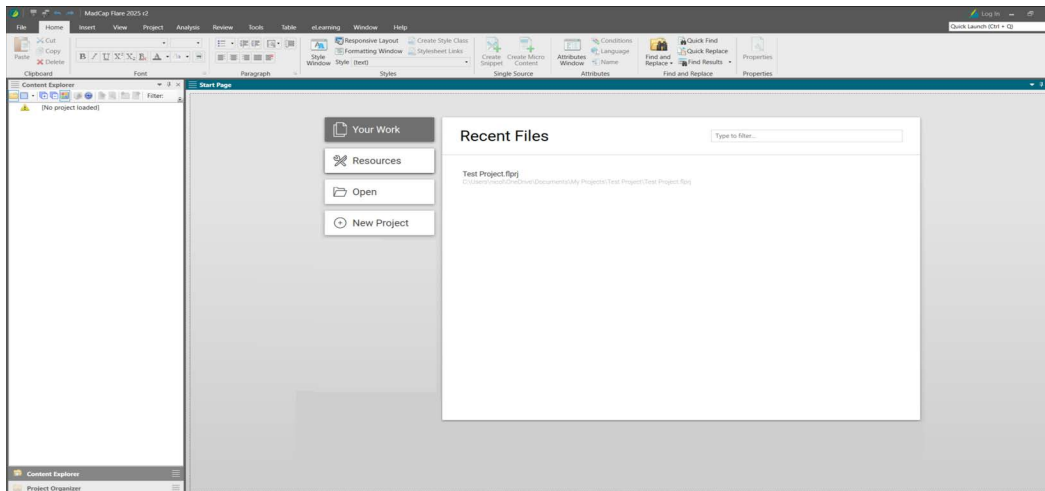 MadCap Flare 2025 r2
Log In
File Home Insert View Project Analysis Review Tools Table eLearning Window Help
Quick Launch (Ctrl + Q)
Paste
Cut
Copy
Delete
Clipboard
B I U X² X₂ B A
Font
Paragraph
Style Window
Responsive Layout
Create Style Class
Formatting Window
Stylesheet Links
Style (text)
Styles
Create Snippet
Create Micro Content
Single Source
Attributes Window
Conditions
Language
Name
Attributes
Find and Replace
Quick Find
Quick Replace
Find Results
Find and Replace
Properties
Properties
Content Explorer
Filter:
[No project loaded]
Content Explorer
Project Organizer
Start Page
Your Work
Resources
Open
New Project
Recent Files
Type to filter...
Test Project.flprj